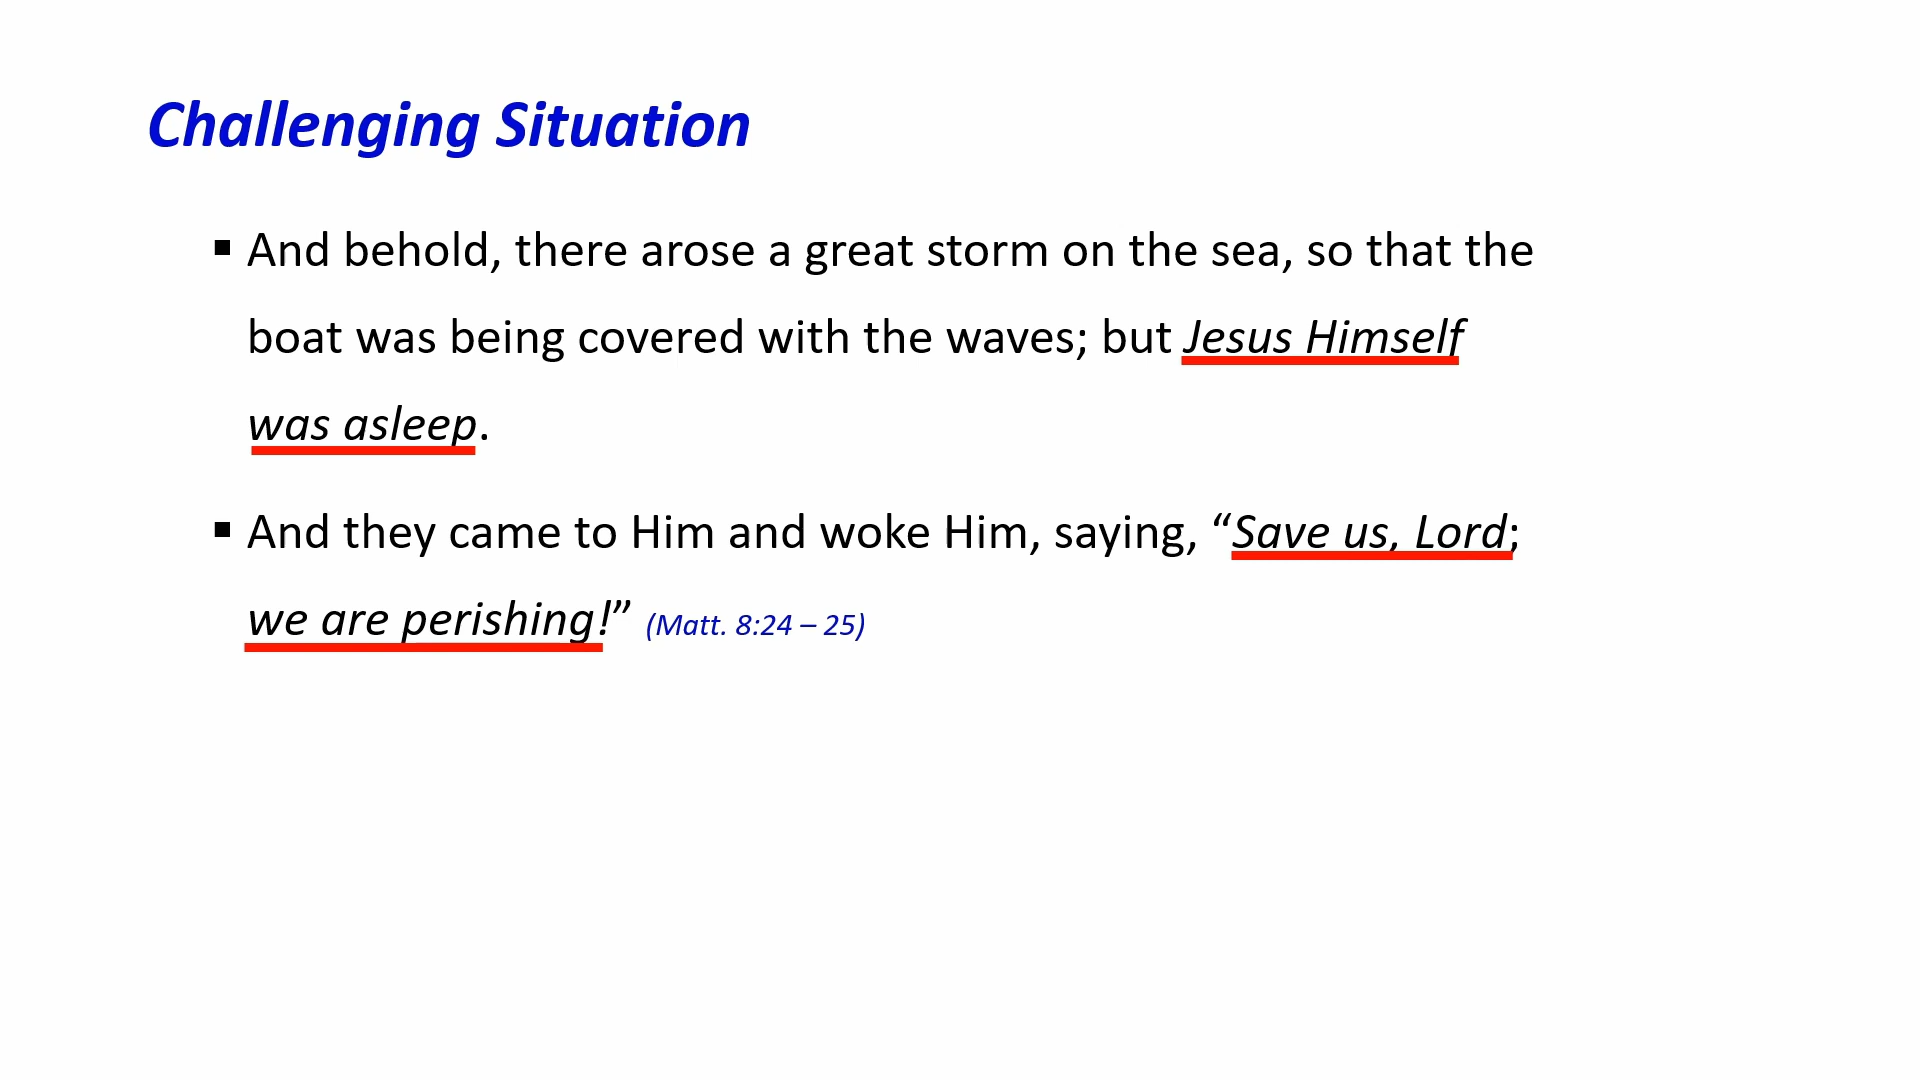 Challenging Situation
▪ And behold, there arose a great storm on the sea, so that the
boat was being covered with the waves; but Jesus Himself
was asleep.
▪ And they came to Him and woke Him, saying, “Save us, Lord;
we are perishing!” (Matt. 8:24 – 25)